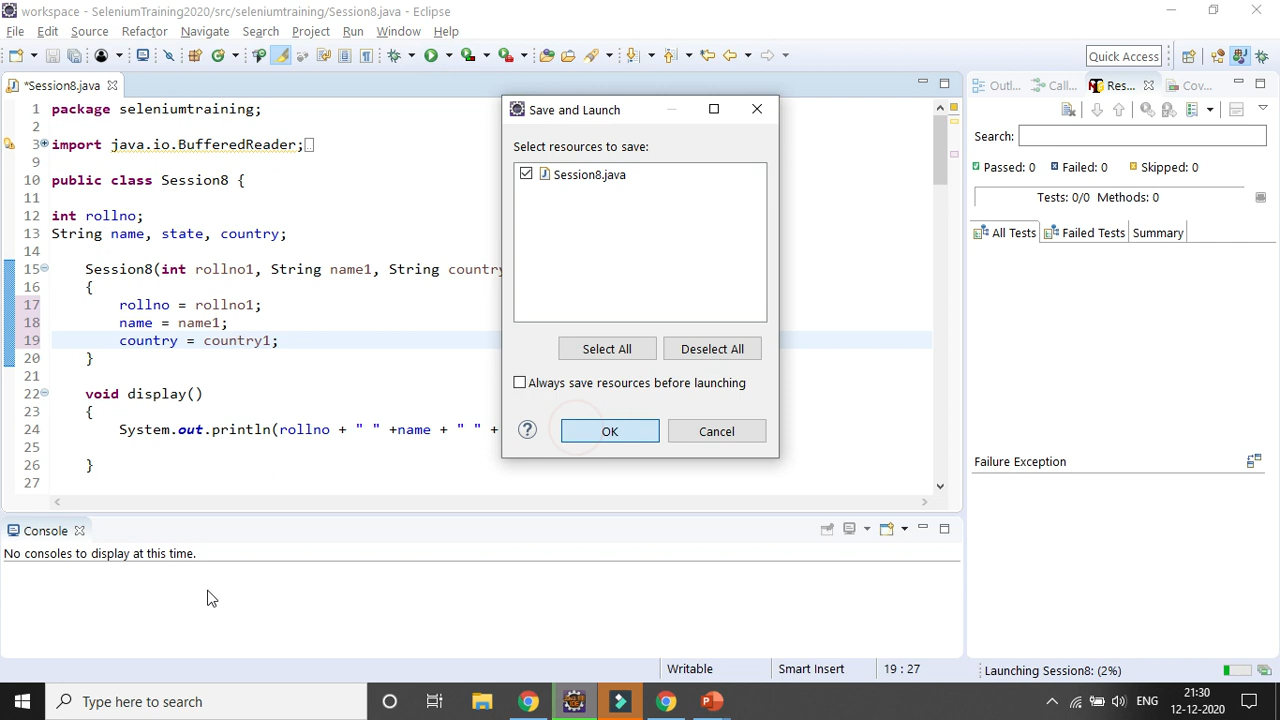 workspace - SeleniumTraining2020/src/seleniumtraining/Session8.java - Eclipse
File Edit Source Refactor Navigate Search Project Run Window Help
Quick Access
*Session8.java
Outl... Call... Res... Cov...
1 package seleniumtraining;
2
3 import java.io.BufferedReader;
9
10 public class Session8 {
11
12 int rollno;
13 String name, state, country;
14
15 Session8(int rollno1, String name1, String country
16 {
17 rollno = rollno1;
18 name = name1;
19 country = country1;
20 }
21
22 void display()
23 {
24 System.out.println(rollno + " " +name + " " +
25
26 }
27
Save and Launch
Select resources to save:
Session8.java
Select All Deselect All
Always save resources before launching
OK Cancel
Search:
Passed: 0 Failed: 0 Skipped: 0
Tests: 0/0 Methods: 0
All Tests Failed Tests Summary
Failure Exception
Console
No consoles to display at this time.
Writable Smart Insert 19 : 27 Launching Session8: (2%)
Type here to search
ENG
21:30
12-12-2020